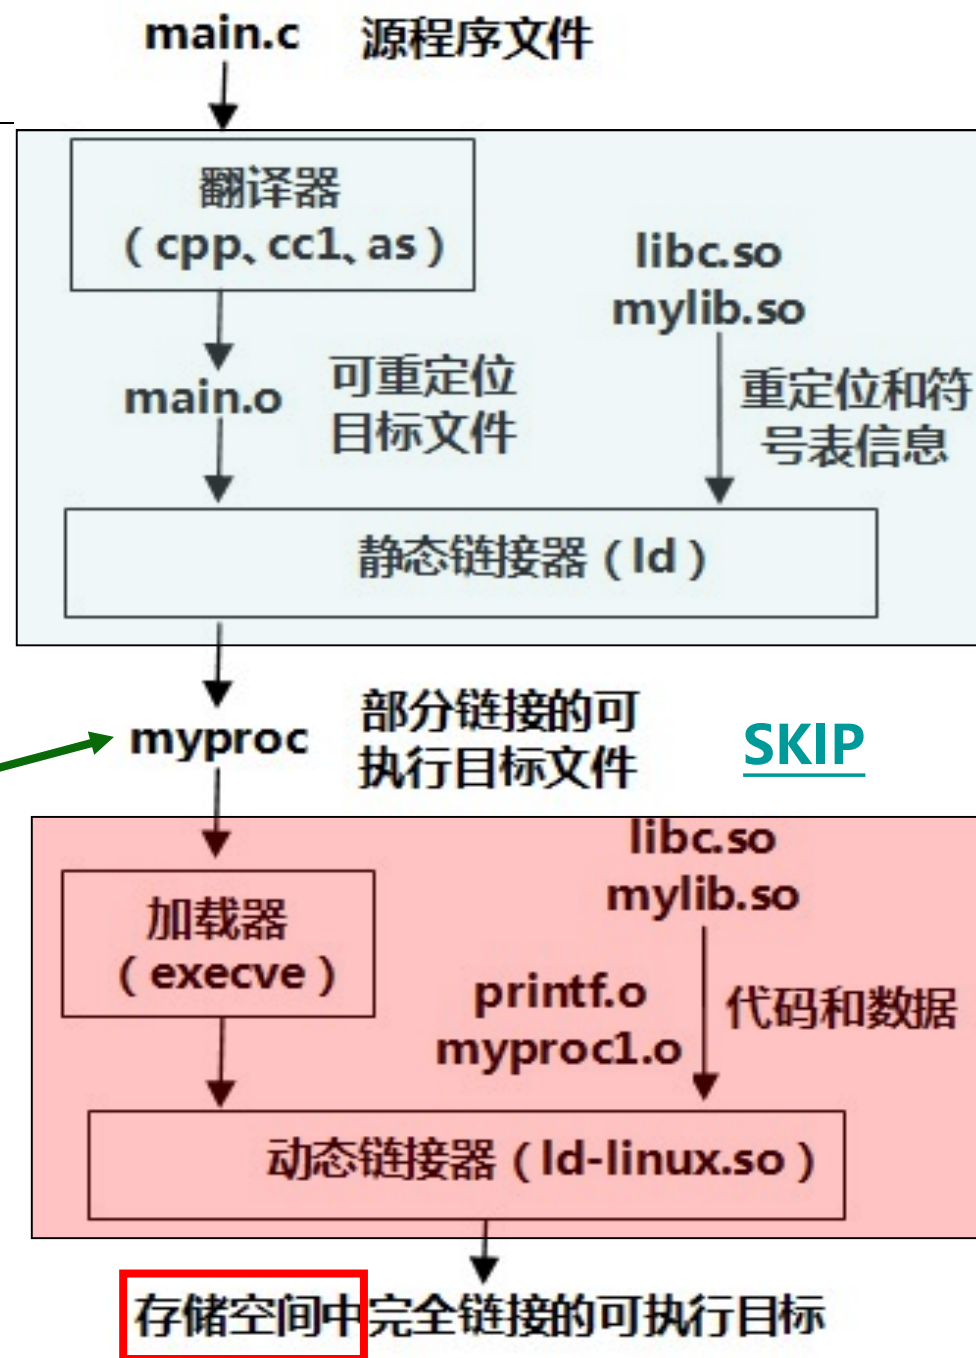 main.c 源程序文件
翻译器
（cpp、cc1、as）
libc.so
mylib.so
main.o
可重定位
目标文件
重定位和符
号表信息
静态链接器（ld）
myproc
部分链接的可
执行目标文件
SKIP
libc.so
mylib.so
加载器
（execve）
printf.o
myproc1.o
代码和数据
动态链接器（ld-linux.so）
存储空间中完全链接的可执行目标